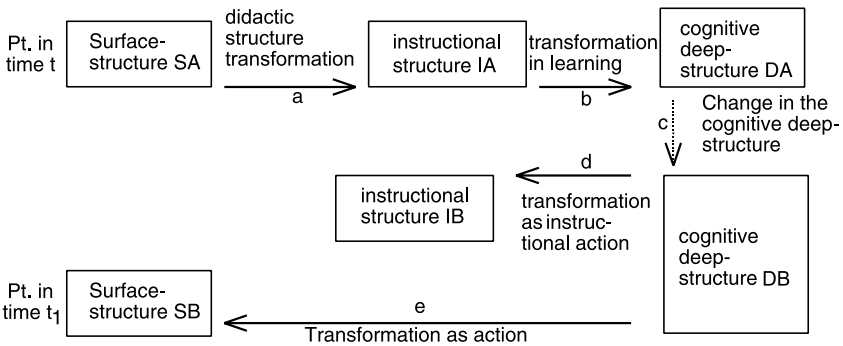 Pt. in
time t
Surface-
structure SA
didactic
structure
transformation
a
instructional
structure IA
transformation
in learning
b
cognitive
deep-
structure DA
c
Change in the
cognitive deep-
structure
d
instructional
structure IB
transformation
as instruc-
tional action
cognitive
deep-
structure DB
Pt. in
time t1
Surface-
structure SB
e
Transformation as action